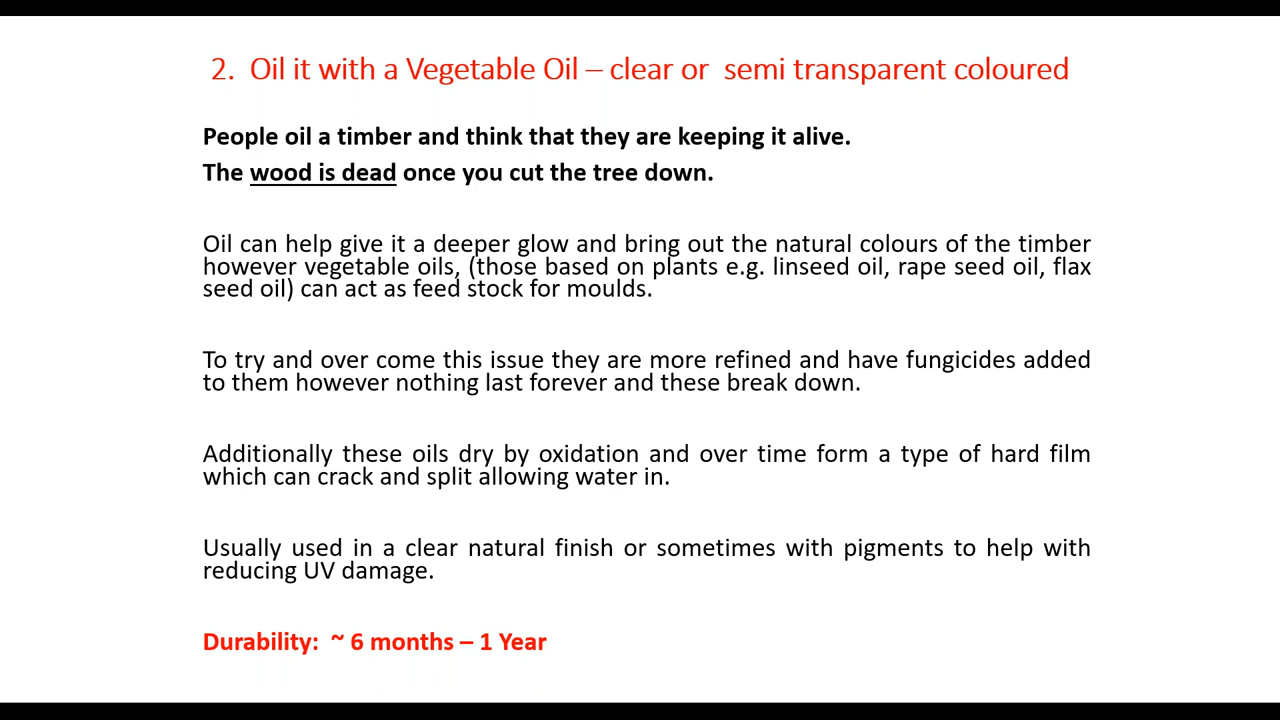 2. Oil it with a Vegetable Oil – clear or semi transparent coloured
People oil a timber and think that they are keeping it alive.
The wood is dead once you cut the tree down.
Oil can help give it a deeper glow and bring out the natural colours of the timber
however vegetable oils, (those based on plants e.g. linseed oil, rape seed oil, flax
seed oil) can act as feed stock for moulds.
To try and over come this issue they are more refined and have fungicides added
to them however nothing last forever and these break down.
Additionally these oils dry by oxidation and over time form a type of hard film
which can crack and split allowing water in.
Usually used in a clear natural finish or sometimes with pigments to help with
reducing UV damage.
Durability: ~ 6 months – 1 Year